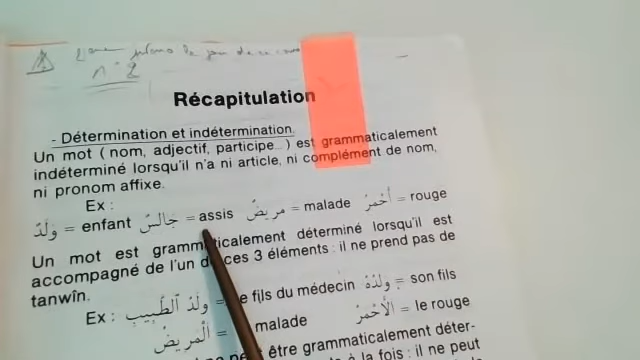 n° 2
Récapitulation
- Détermination et indétermination.
Un mot ( nom, adjectif, participe... ) est grammaticalement
indéterminé lorsqu'il n'a ni article, ni complément de nom,
ni pronom affixe.
Ex :
وَلَدٌ = enfant جَالِسٌ = assis مَرِيضٌ = malade أَحْمَرُ = rouge
Un mot est grammaticalement déterminé lorsqu'il est
accompagné de l'un de ces 3 éléments : il ne prend pas de
tanwîn.
Ex : وَلَدُ ٱلطَّبِيبِ = le fils du médecin وَلَدُهُ = son fils
ٱلْمَرِيضُ malade ٱلْأَحْمَرُ = le rouge
être grammaticalement déter-
à la fois : il ne peut